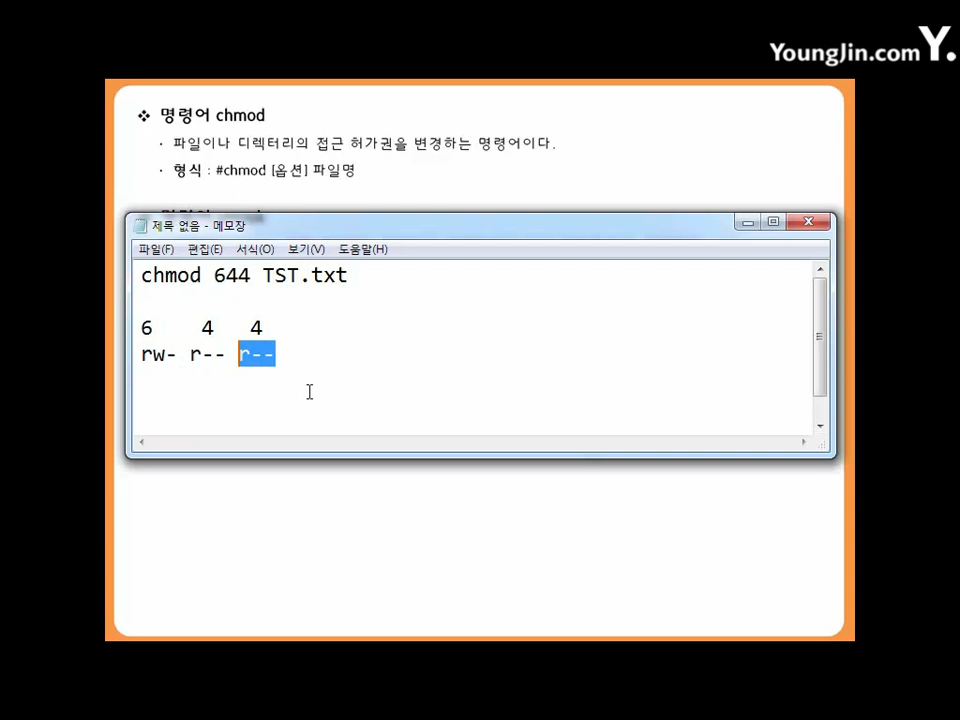 YoungJin.com Y.
❖ 명령어 chmod
· 파일이나 디렉터리의 접근 허가권을 변경하는 명령어이다.
· 형식 : #chmod [옵션] 파일명
제목 없음 - 메모장
파일(F) 편집(E) 서식(O) 보기(V) 도움말(H)
chmod 644 TST.txt
6 4 4
rw- r-- r--